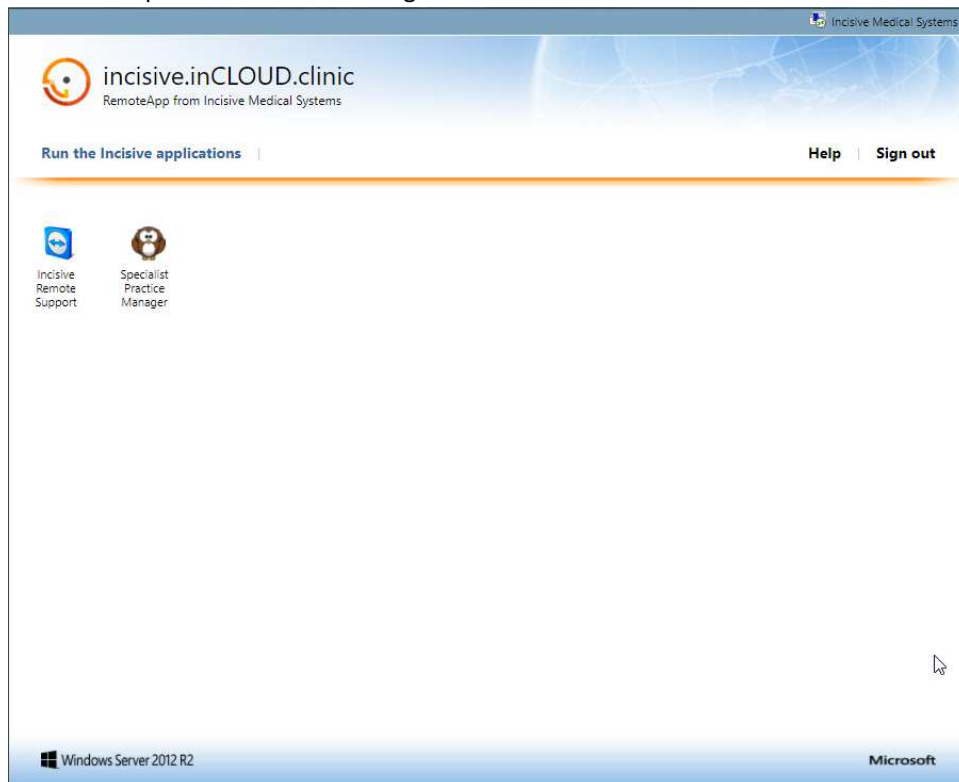 Incisive Medical Systems
incisive.inCLOUD.clinic
RemoteApp from Incisive Medical Systems
Run the Incisive applications | Help | Sign out
Incisive
Remote
Support
Specialist
Practice
Manager
Windows Server 2012 R2
Microsoft